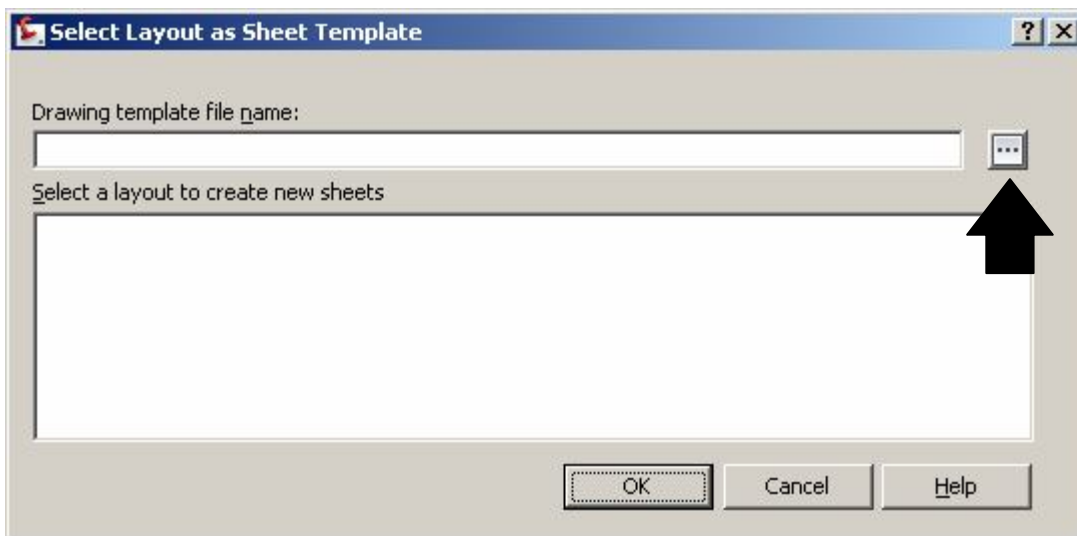 Select Layout as Sheet Template
Drawing template file name:
...
Select a layout to create new sheets
OK Cancel Help